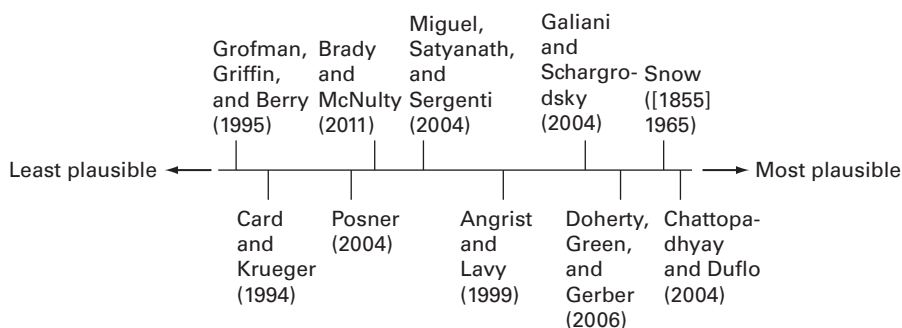 Grofman,
Griffin,
and Berry
(1995)
Brady
and
McNulty
(2011)
Miguel,
Satyanath,
and
Sergenti
(2004)
Galiani
and
Schargro-
dsky
(2004)
Snow
([1855]
1965)
Least plausible
Most plausible
Card
and
Krueger
(1994)
Posner
(2004)
Angrist
and
Lavy
(1999)
Doherty,
Green,
and
Gerber
(2006)
Chattopa-
dhyay
and Duflo
(2004)